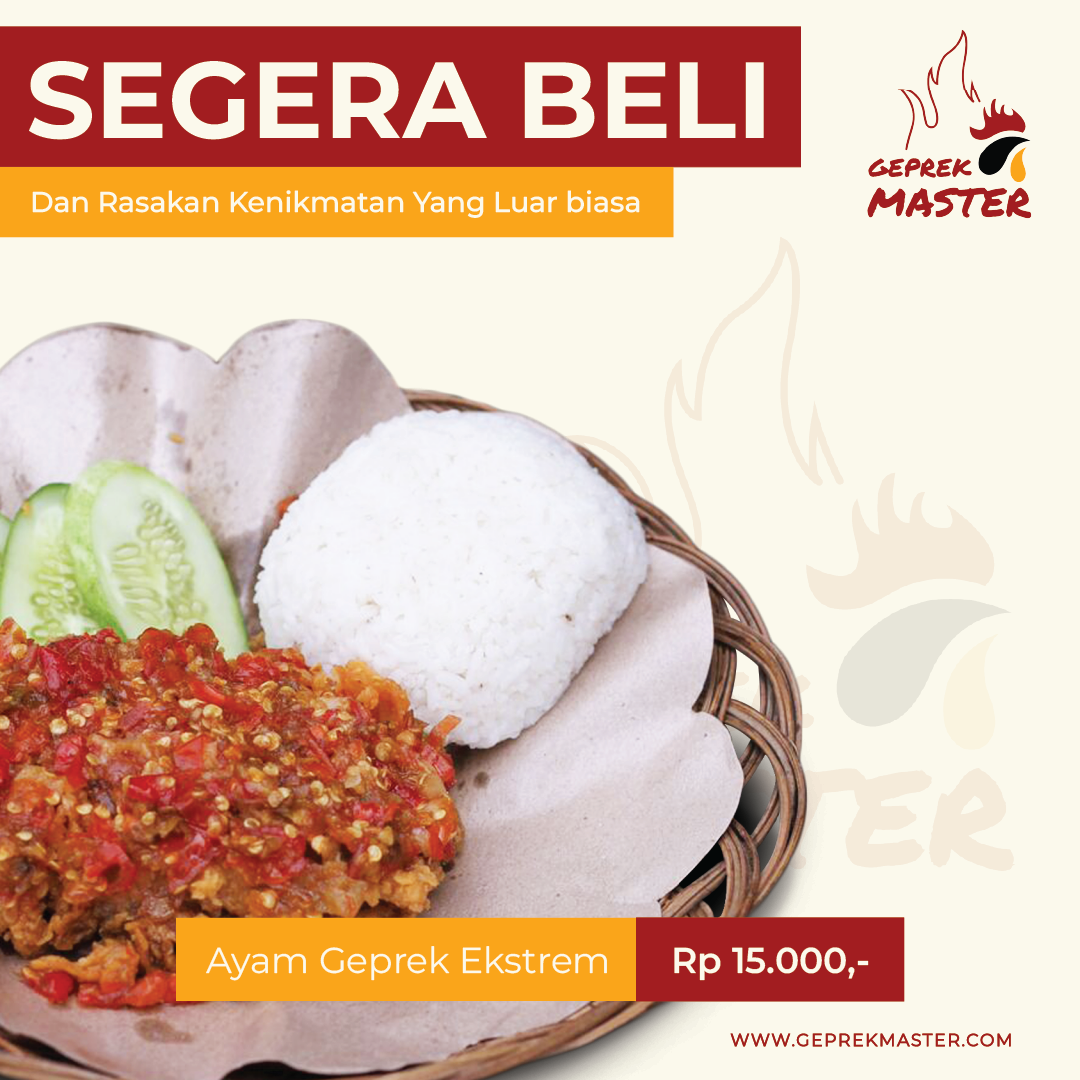 SEGERA BELI
Dan Rasakan Kenikmatan Yang Luar biasa
GEPREK
MASTER
TER
Ayam Geprek Ekstrem
Rp 15.000,-
WWW.GEPREKMASTER.COM